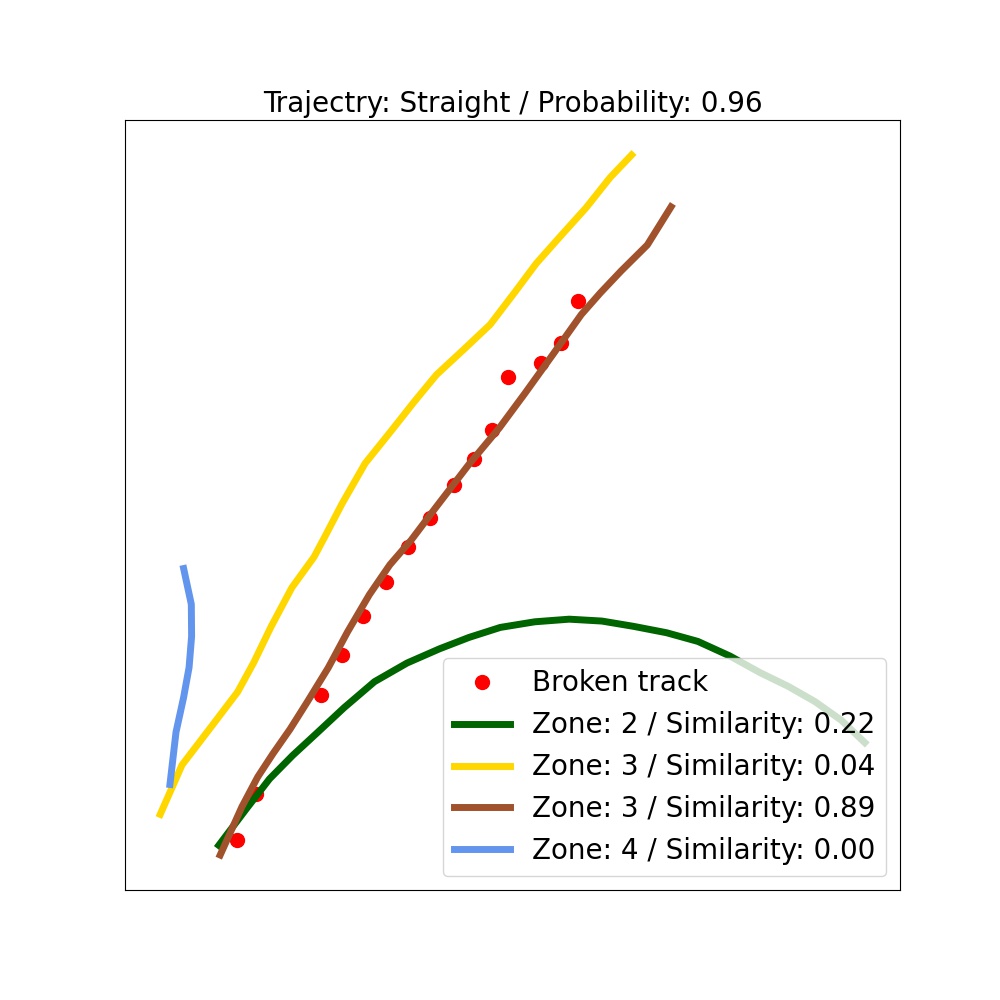 Trajectry: Straight / Probability: 0.96
Broken track
Zone: 2 / Similarity: 0.22
Zone: 3 / Similarity: 0.04
Zone: 3 / Similarity: 0.89
Zone: 4 / Similarity: 0.00